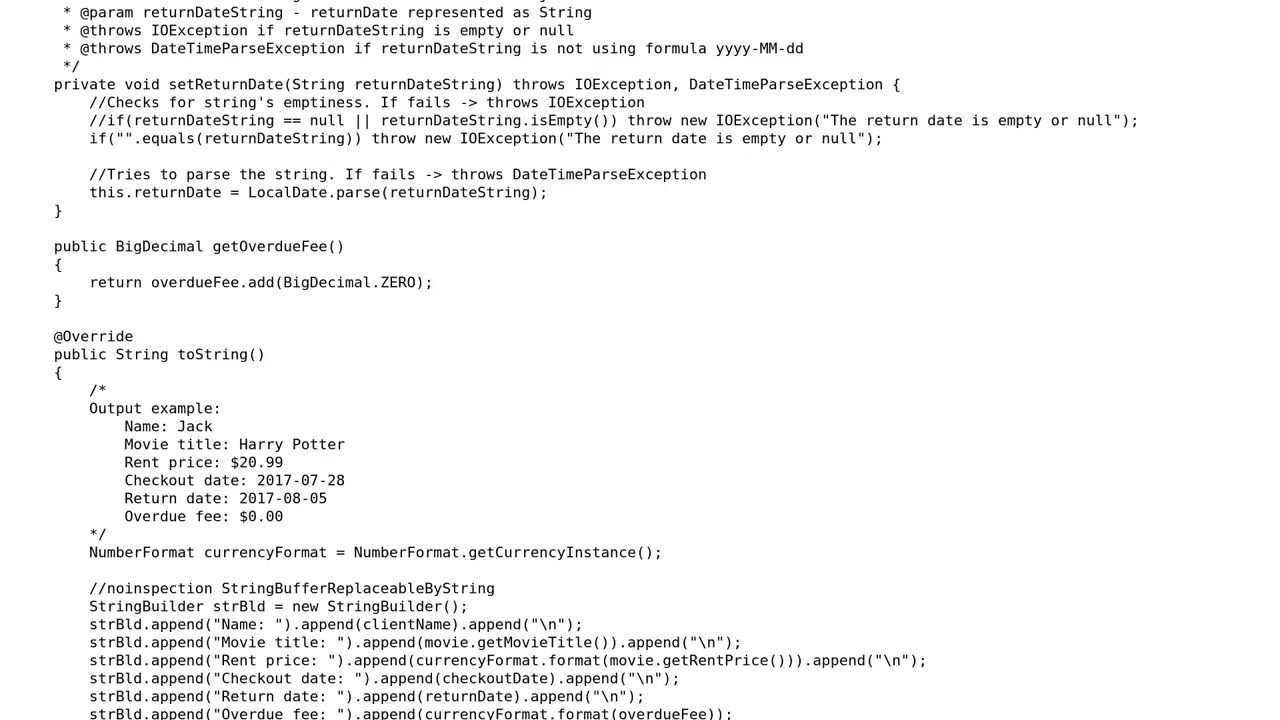 * @param returnDateString - returnDate represented as String
* @throws IOException if returnDateString is empty or null
* @throws DateTimeParseException if returnDateString is not using formula yyyy-MM-dd
*/
private void setReturnDate(String returnDateString) throws IOException, DateTimeParseException {
//Checks for string's emptiness. If fails -> throws IOException
//if(returnDateString == null || returnDateString.isEmpty()) throw new IOException("The return date is empty or null");
if("".equals(returnDateString)) throw new IOException("The return date is empty or null");
//Tries to parse the string. If fails -> throws DateTimeParseException
this.returnDate = LocalDate.parse(returnDateString);
}
public BigDecimal getOverdueFee()
{
return overdueFee.add(BigDecimal.ZERO);
}
@Override
public String toString()
{
/*
Output example:
Name: Jack
Movie title: Harry Potter
Rent price: $20.99
Checkout date: 2017-07-28
Return date: 2017-08-05
Overdue fee: $0.00
*/
NumberFormat currencyFormat = NumberFormat.getCurrencyInstance();
//noinspection StringBufferReplaceableByString
StringBuilder strBld = new StringBuilder();
strBld.append("Name: ").append(clientName).append("\n");
strBld.append("Movie title: ").append(movie.getMovieTitle()).append("\n");
strBld.append("Rent price: ").append(currencyFormat.format(movie.getRentPrice())).append("\n");
strBld.append("Checkout date: ").append(checkoutDate).append("\n");
strBld.append("Return date: ").append(returnDate).append("\n");
strBld.append("Overdue fee: ").append(currencyFormat.format(overdueFee));